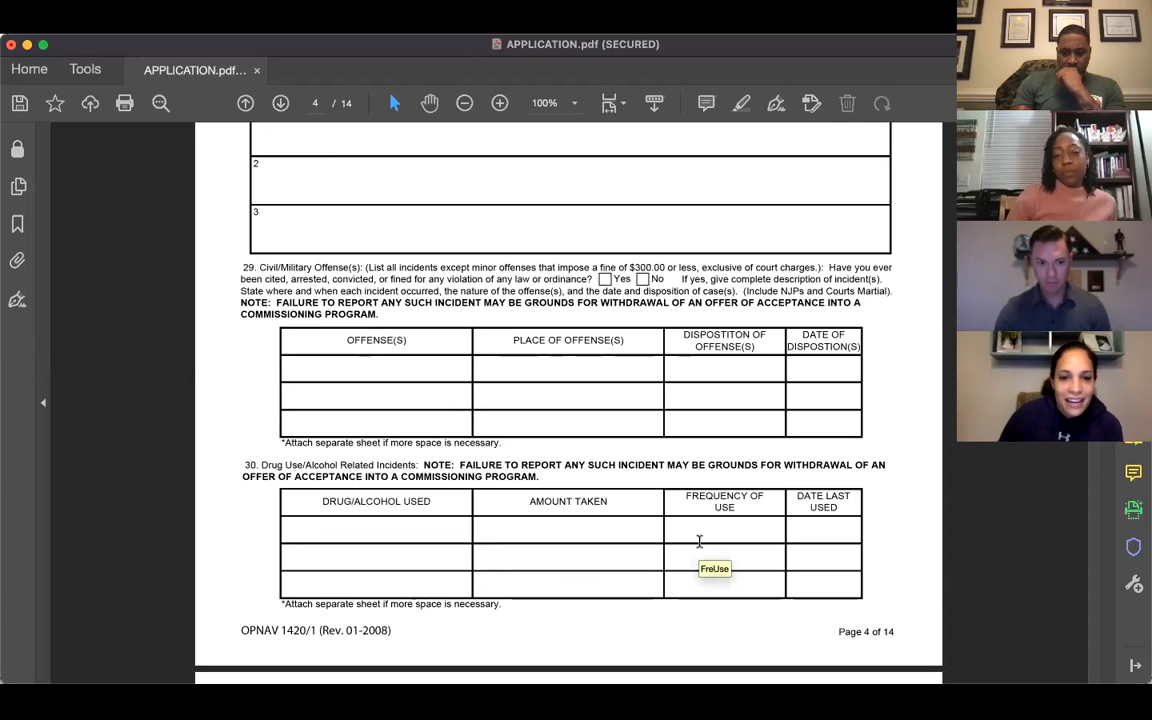 APPLICATION.pdf (SECURED)
Home Tools APPLICATION.pdf... ×
4 / 14 100%
2
3
29. Civil/Military Offense(s): (List all incidents except minor offenses that impose a fine of $300.00 or less, exclusive of court charges.): Have you ever
been cited, arrested, convicted, or fined for any violation of any law or ordinance? Yes No If yes, give complete description of incident(s).
State where and when each incident occurred, the nature of the offense(s), and the date and disposition of case(s). (Include NJPs and Courts Martial).
NOTE: FAILURE TO REPORT ANY SUCH INCIDENT MAY BE GROUNDS FOR WITHDRAWAL OF AN OFFER OF ACCEPTANCE INTO A
COMMISSIONING PROGRAM.
OFFENSE(S) PLACE OF OFFENSE(S) DISPOSTITON OF OFFENSE(S) DATE OF DISPOSTION(S)
*Attach separate sheet if more space is necessary.
30. Drug Use/Alcohol Related Incidents: NOTE: FAILURE TO REPORT ANY SUCH INCIDENT MAY BE GROUNDS FOR WITHDRAWAL OF AN
OFFER OF ACCEPTANCE INTO A COMMISSIONING PROGRAM.
DRUG/ALCOHOL USED AMOUNT TAKEN FREQUENCY OF USE DATE LAST USED
FreUse
*Attach separate sheet if more space is necessary.
OPNAV 1420/1 (Rev. 01-2008) Page 4 of 14